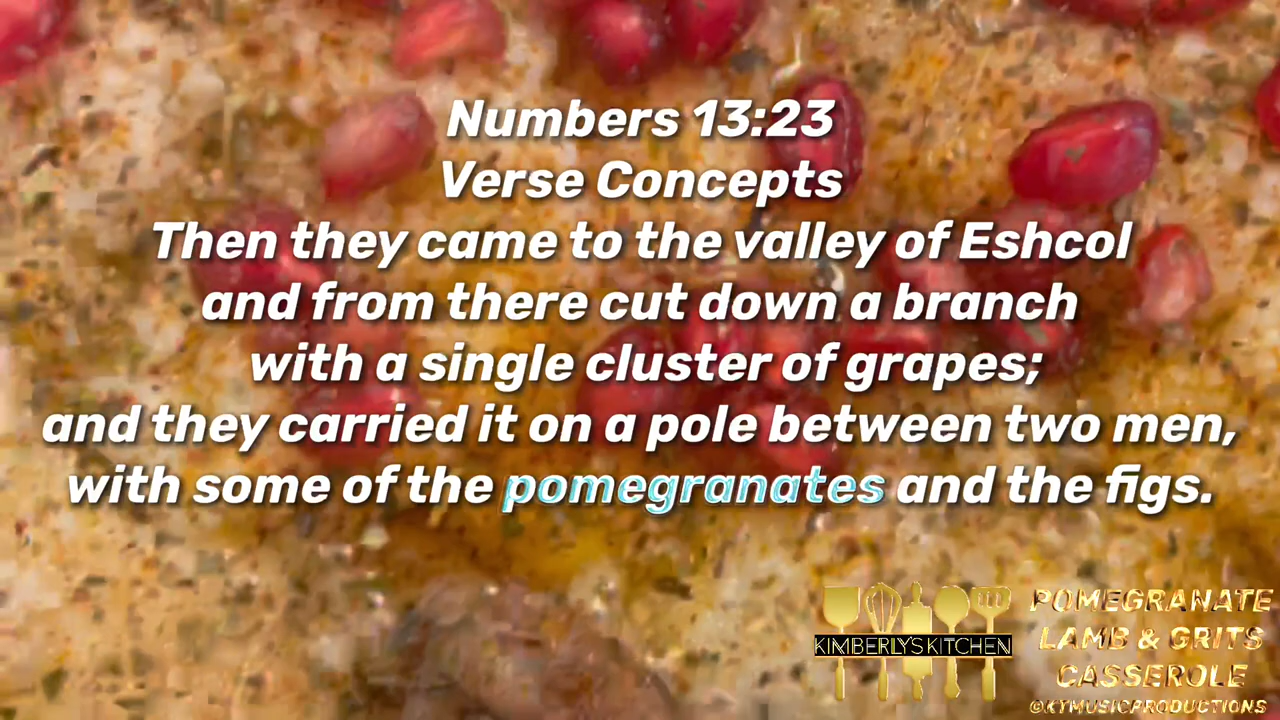 Numbers 13:23
Verse Concepts
Then they came to the valley of Eshcol
and from there cut down a branch
with a single cluster of grapes;
and they carried it on a pole between two men,
with some of the pomegranates and the figs.
KIMBERLY'S KITCHEN
POMEGRANATE
LAMB & GRITS
CASSEROLE
©KYMUSICPRODUCTIONS